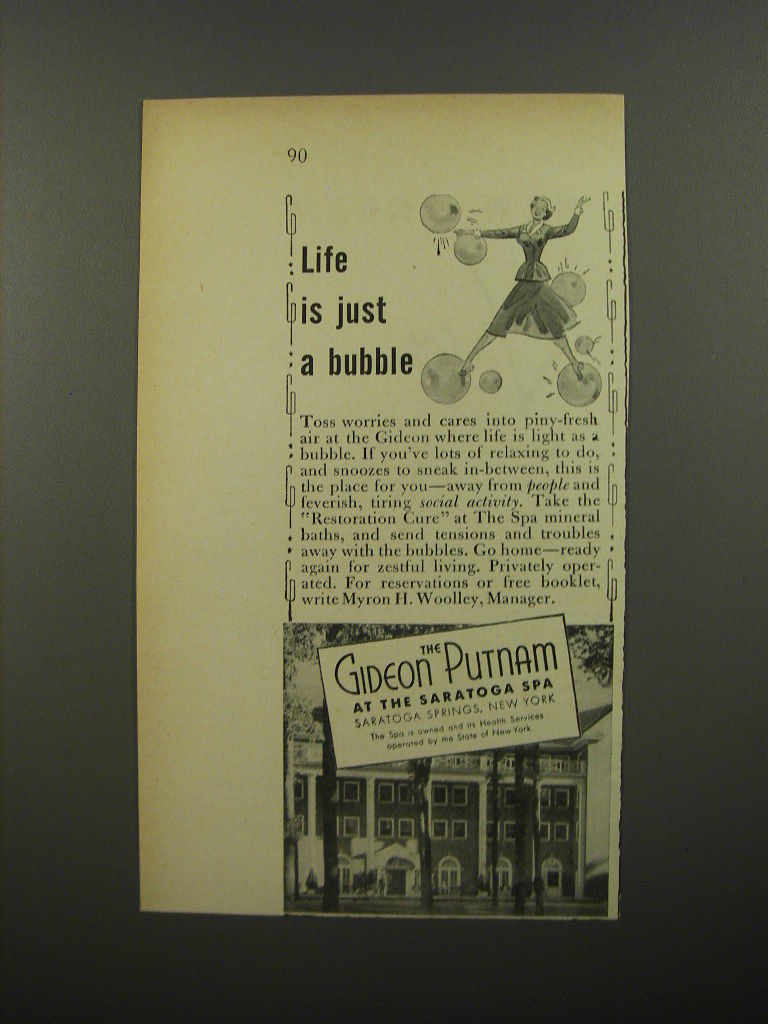 90
Life
is just
a bubble
Toss worries and cares into piny-fresh
air at the Gideon where life is light as a
bubble. If you've lots of relaxing to do,
and snoozes to sneak in-between, this is
the place for you—away from people and
feverish, tiring social activity. Take the
"Restoration Cure" at The Spa mineral
baths, and send tensions and troubles
away with the bubbles. Go home—ready
again for zestful living. Privately oper-
ated. For reservations or free booklet,
write Myron H. Woolley, Manager.
THE
GIDEON PUTNAM
AT THE SARATOGA SPA
SARATOGA SPRINGS, NEW YORK
The Spa is owned and its Health Services
operated by the State of New York